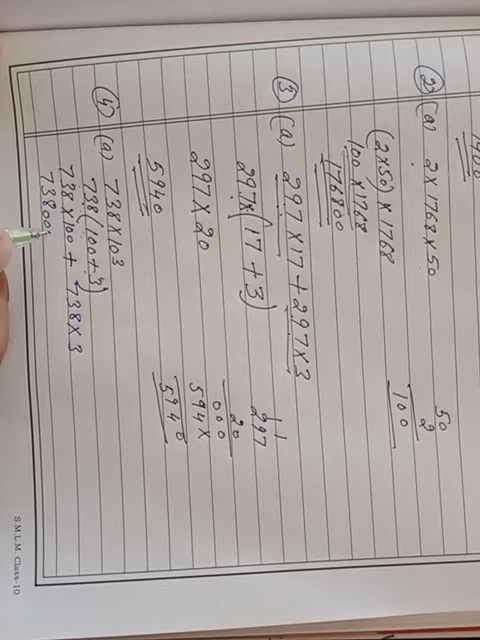 1400
(2) (a) 2 × 1768 × 50
(2×50) × 1768
100 × 1768
176800
50
2
100
(3) (a) 297 × 17 + 297 × 3
297 × (17 + 3)
297 × 20
5940
11
297
20
000
594×
5940
(4) (a) 738 × 103
738 (100 + 3)
738 × 100 + 738 × 3
73800
S.M.L.M. Class-10